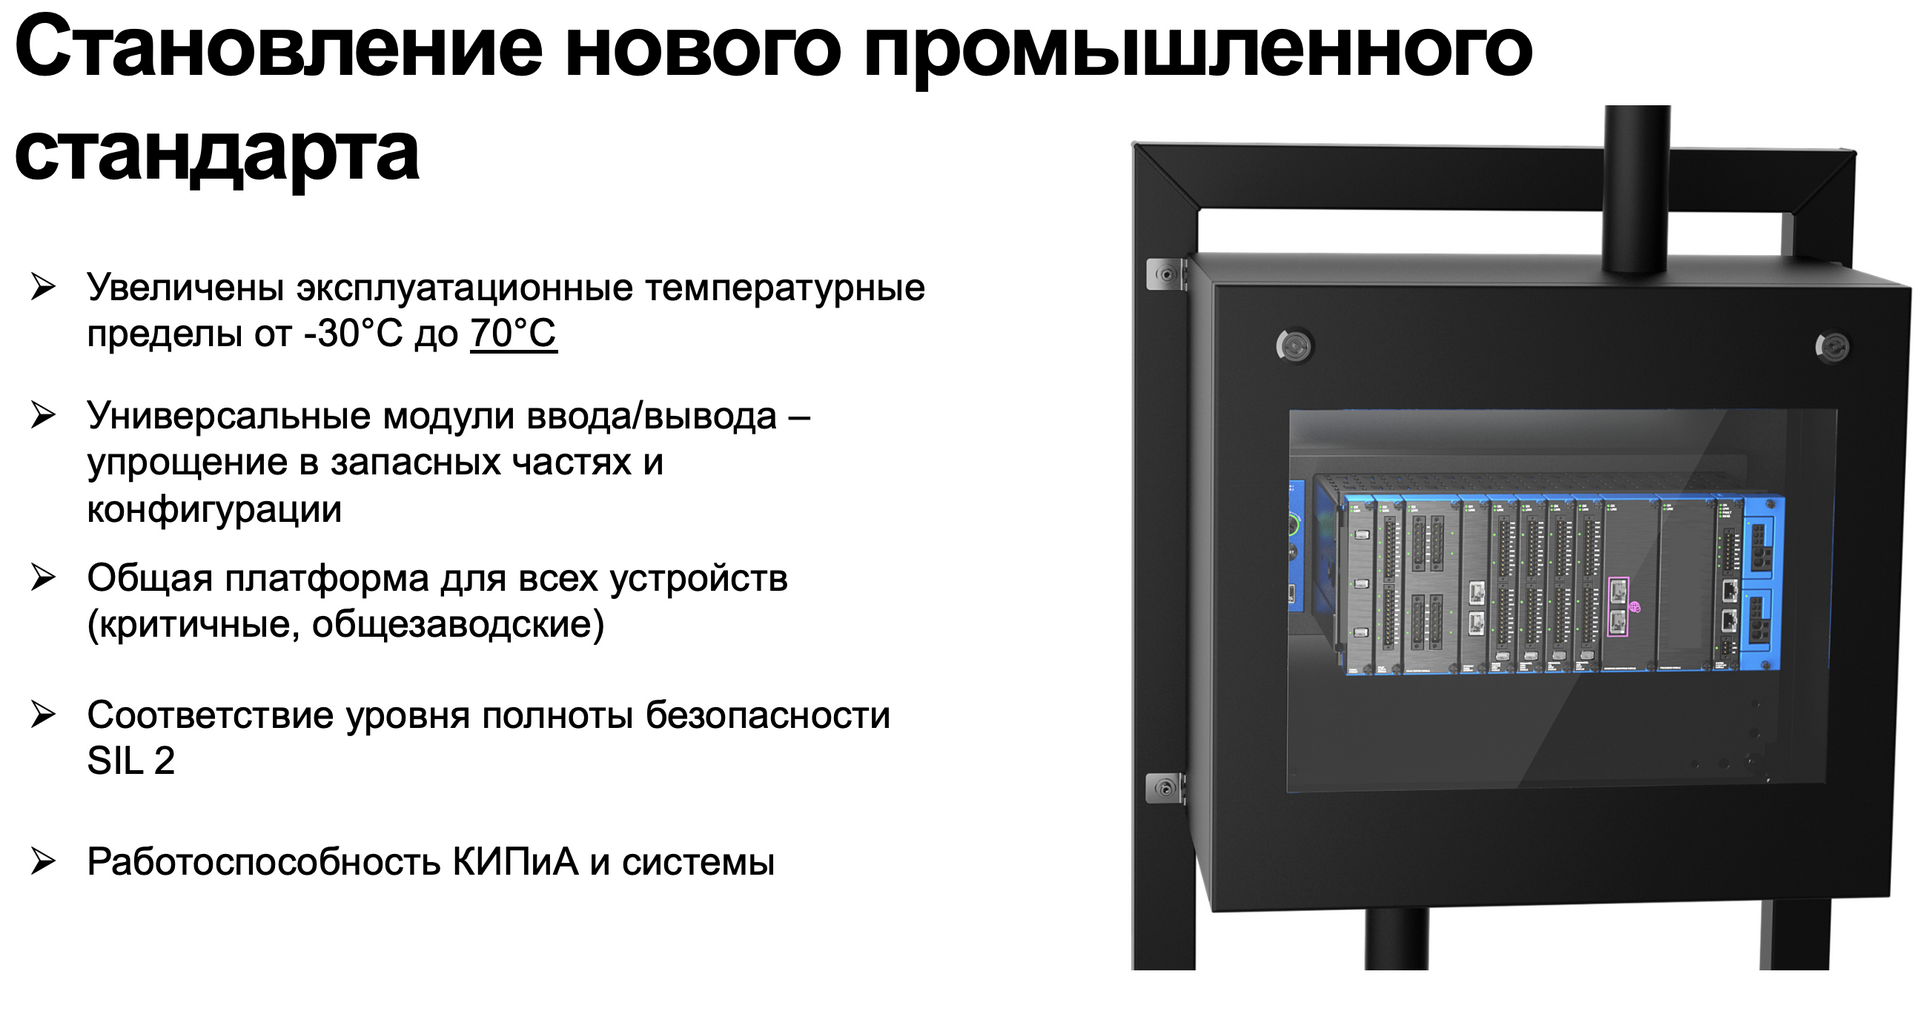 Становление нового промышленного
стандарта
➢ Увеличены эксплуатационные температурные
пределы от -30°C до 70°C
➢ Универсальные модули ввода/вывода –
упрощение в запасных частях и
конфигурации
➢ Общая платформа для всех устройств
(критичные, общезаводские)
➢ Соответствие уровня полноты безопасности
SIL 2
➢ Работоспособность КИПиА и системы